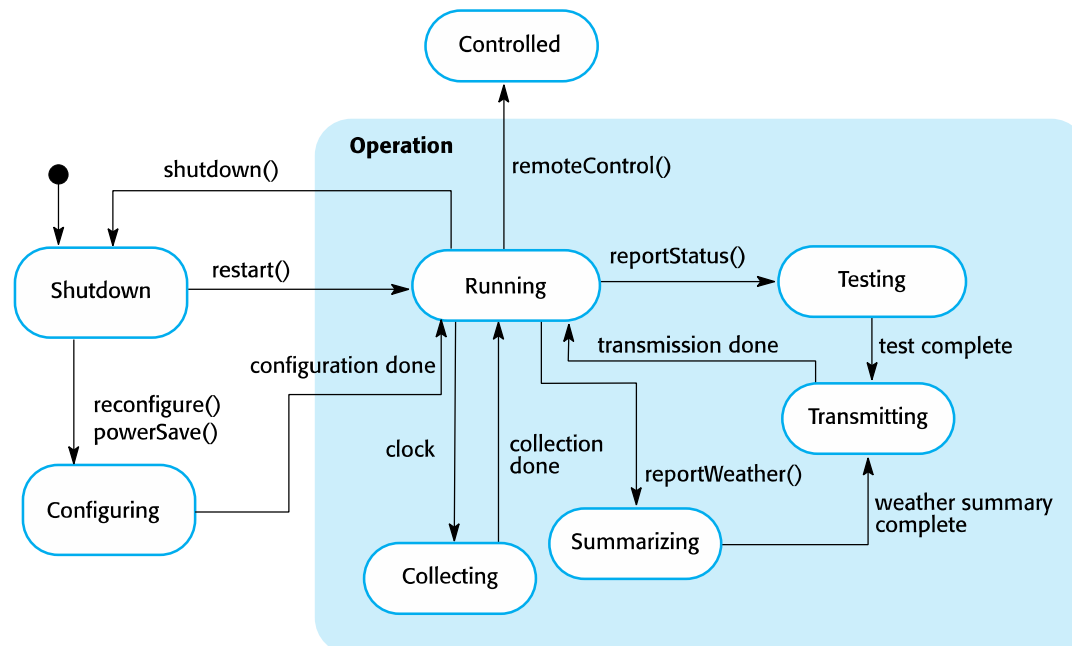 Controlled
Operation
shutdown()
remoteControl()
reportStatus()
restart()
Shutdown
Running
Testing
transmission done
test complete
configuration done
reconfigure()
powerSave()
Transmitting
clock
collection
done
reportWeather()
weather summary
complete
Configuring
Summarizing
Collecting